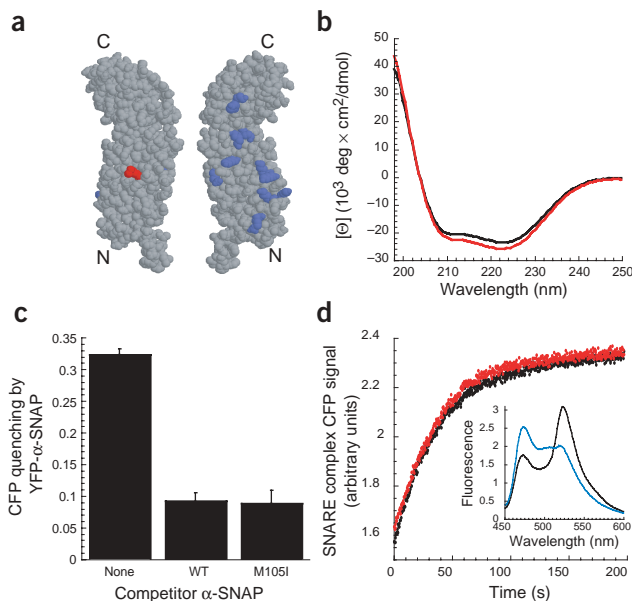 a
C
C
N
N
b
[Θ] (10³ deg × cm²/dmol)
50
40
30
20
10
0
−10
−20
−30
200
210
220
230
240
250
Wavelength (nm)
c
CFP quenching by
YFP-α-SNAP
0.35
0.3
0.25
0.2
0.15
0.1
0.05
0
None
WT
M105I
Competitor α-SNAP
d
SNARE complex CFP signal
(arbitrary units)
2.4
2.2
2.0
1.8
1.6
0
50
100
150
200
Time (s)
Fluorescence
3
2.5
2
1.5
1
0.5
450
500
550
600
Wavelength (nm)